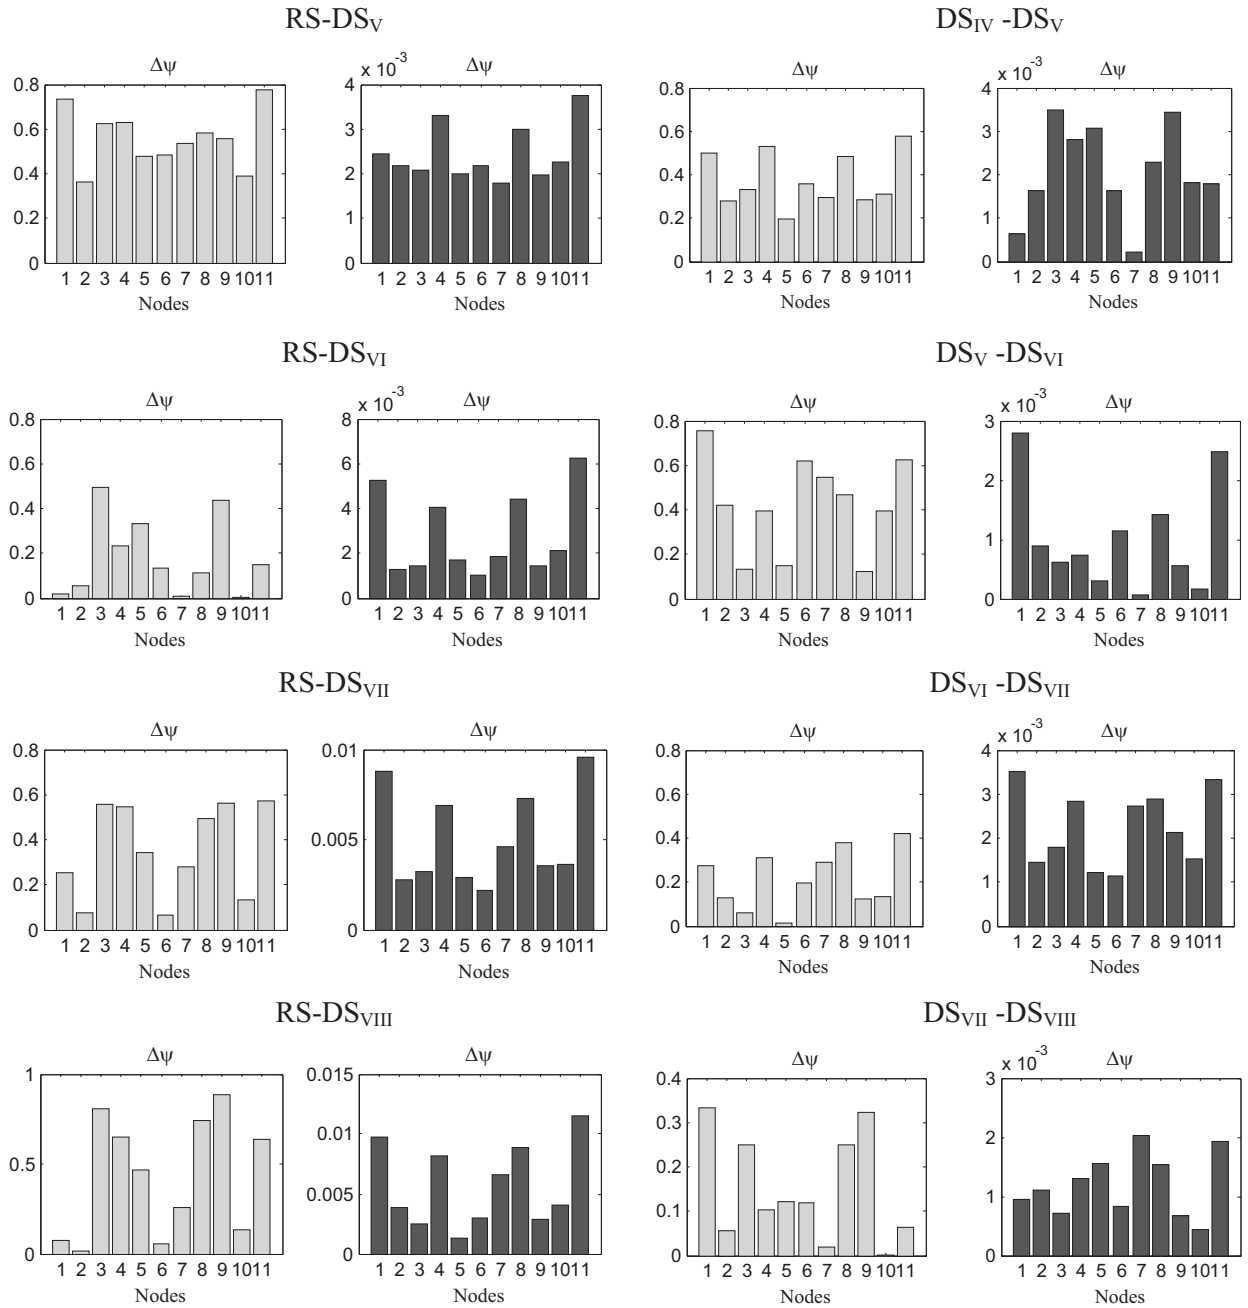 RS-DSV
DSIV -DSV
Δψ
x 10-3
Δψ
Δψ
x 10-3
Δψ
0.8
0.6
0.4
0.2
0
4
3
2
1
0
0.8
0.6
0.4
0.2
0
4
3
2
1
0
1 2 3 4 5 6 7 8 9 1011
1 2 3 4 5 6 7 8 9 1011
1 2 3 4 5 6 7 8 9 1011
1 2 3 4 5 6 7 8 9 1011
Nodes
Nodes
Nodes
Nodes
RS-DSVI
DSV -DSVI
Δψ
x 10-3
Δψ
Δψ
x 10-3
Δψ
0.8
0.6
0.4
0.2
0
8
6
4
2
0
0.8
0.6
0.4
0.2
0
3
2
1
0
1 2 3 4 5 6 7 8 9 1011
1 2 3 4 5 6 7 8 9 1011
1 2 3 4 5 6 7 8 9 1011
1 2 3 4 5 6 7 8 9 1011
Nodes
Nodes
Nodes
Nodes
RS-DSVII
DSVI -DSVII
Δψ
Δψ
Δψ
x 10-3
Δψ
0.8
0.6
0.4
0.2
0
0.01
0.005
0
0.8
0.6
0.4
0.2
0
4
3
2
1
0
1 2 3 4 5 6 7 8 9 1011
1 2 3 4 5 6 7 8 9 1011
1 2 3 4 5 6 7 8 9 1011
1 2 3 4 5 6 7 8 9 1011
Nodes
Nodes
Nodes
Nodes
RS-DSVIII
DSVII -DSVIII
Δψ
Δψ
Δψ
x 10-3
Δψ
1
0.5
0
0.015
0.01
0.005
0
0.4
0.3
0.2
0.1
0
3
2
1
0
1 2 3 4 5 6 7 8 9 1011
1 2 3 4 5 6 7 8 9 1011
1 2 3 4 5 6 7 8 9 1011
1 2 3 4 5 6 7 8 9 1011
Nodes
Nodes
Nodes
Nodes